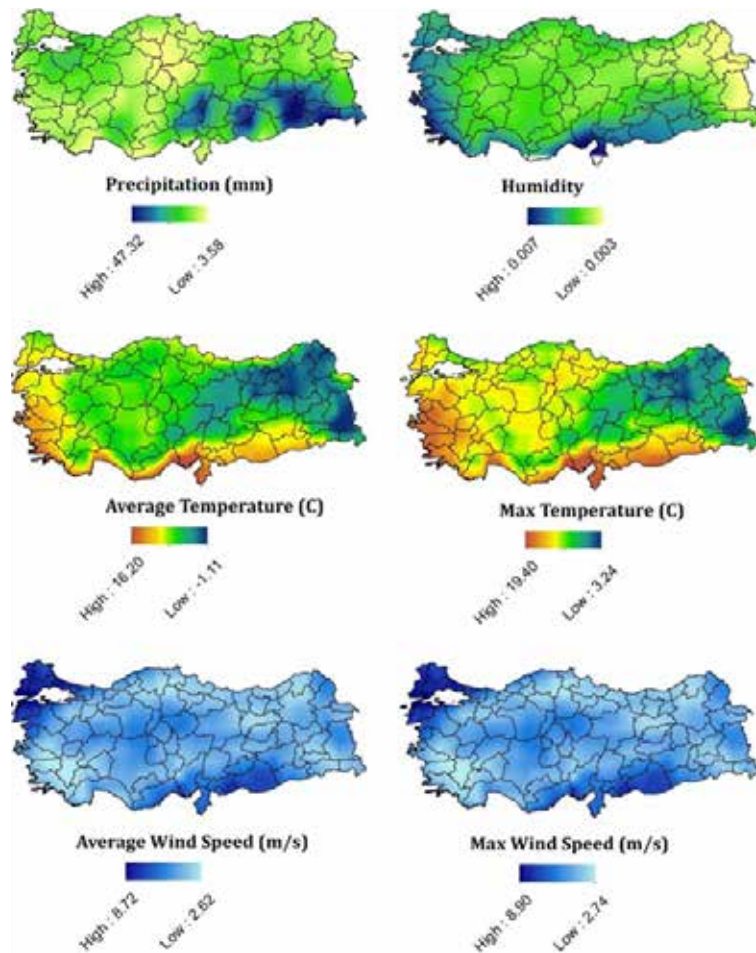 Precipitation (mm)
High : 47.32
Low : 3.58
Humidity
High : 0.007
Low : 0.003
Average Temperature (C)
High : 16.20
Low : -1.11
Max Temperature (C)
High : 19.40
Low : 3.24
Average Wind Speed (m/s)
High : 8.72
Low : 2.62
Max Wind Speed (m/s)
High : 8.90
Low : 2.74